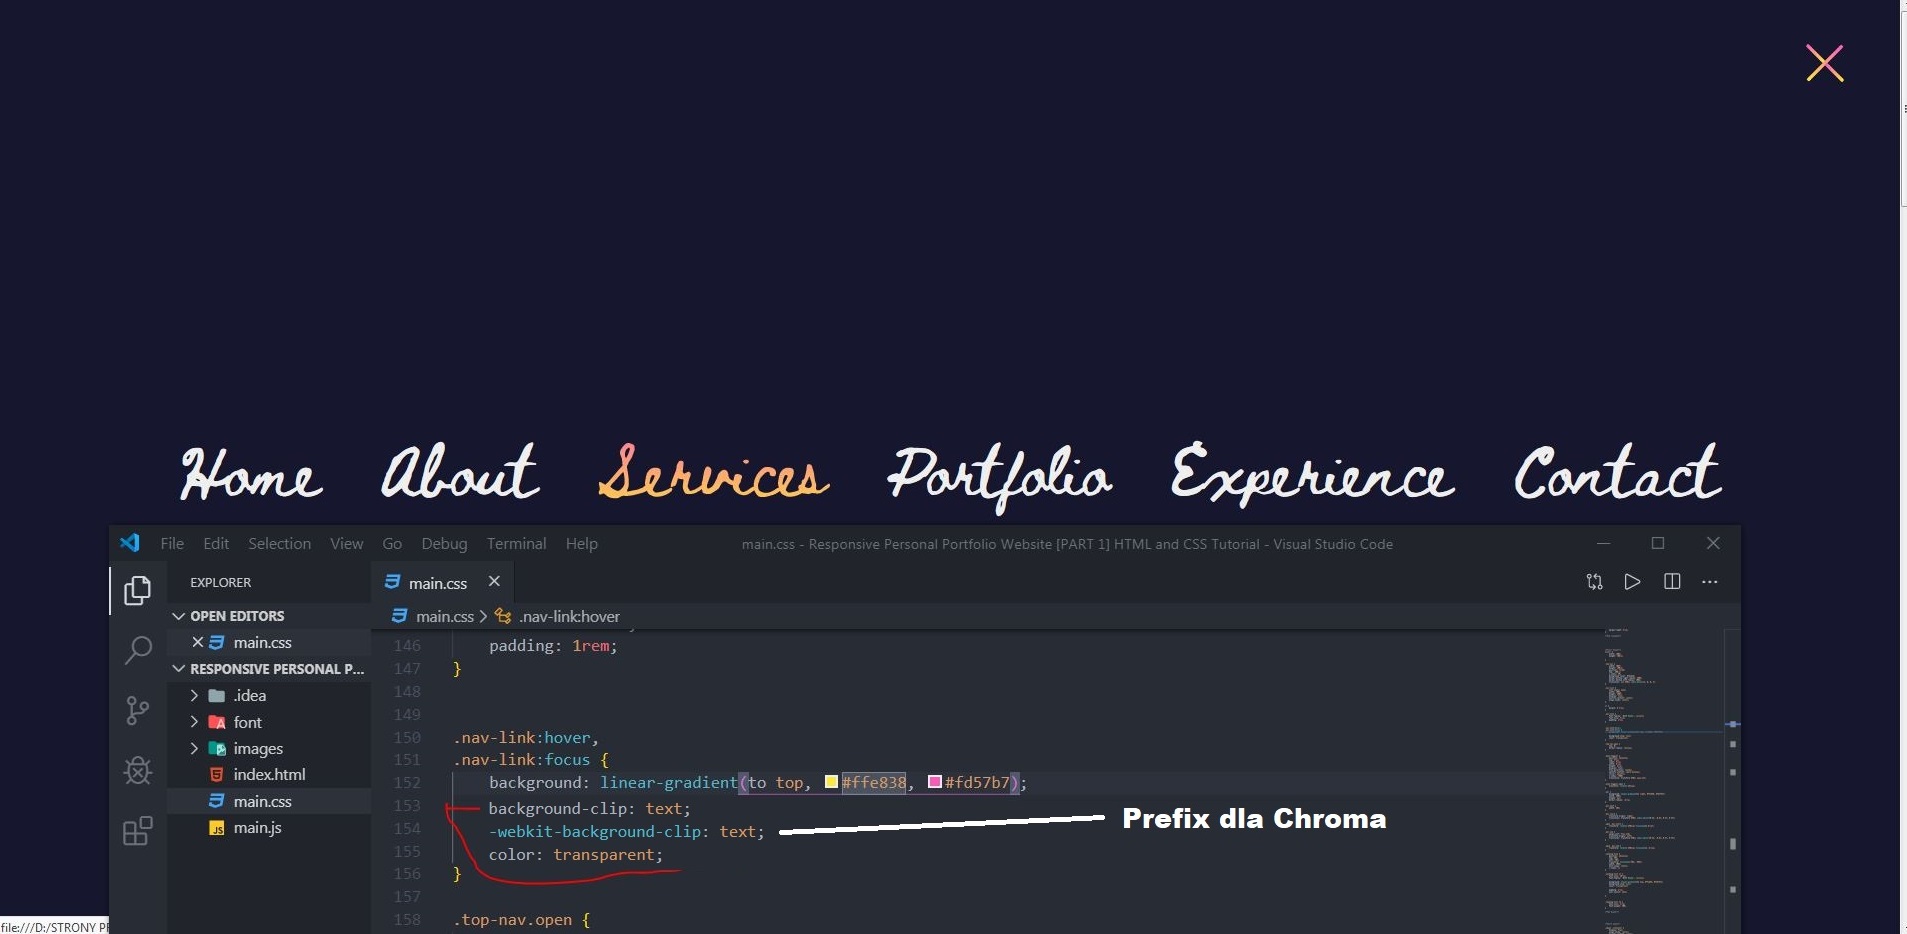 Home About Services Portfolio Experience Contact
File Edit Selection View Go Debug Terminal Help main.css - Responsive Personal Portfolio Website [PART 1] HTML and CSS Tutorial - Visual Studio Code
EXPLORER
main.css
OPEN EDITORS
main.css > .nav-link:hover
main.css
RESPONSIVE PERSONAL P...
.idea
font
images
index.html
main.css
main.js
146 padding: 1rem;
147 }
148
149
150 .nav-link:hover,
151 .nav-link:focus {
152 background: linear-gradient(to top, #ffe838, #fd57b7);
153 background-clip: text;
154 -webkit-background-clip: text;
155 color: transparent;
156 }
157
158 .top-nav.open {
Prefix dla Chroma
file:///D:/STRONY